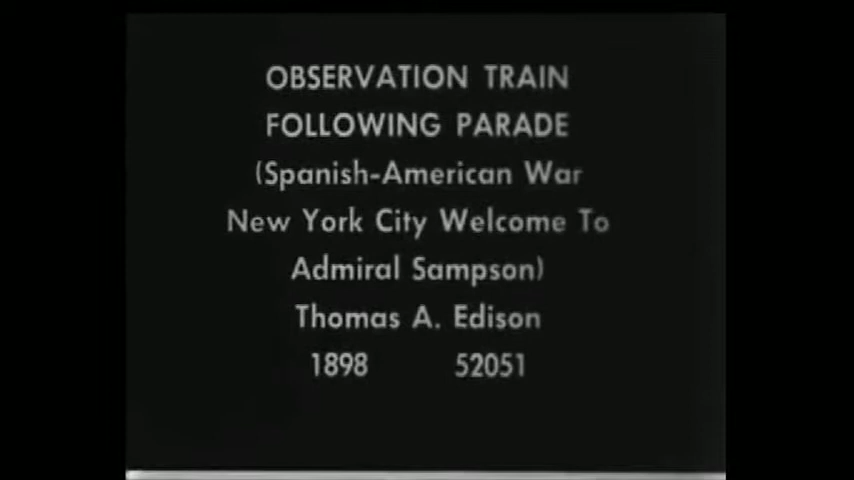 OBSERVATION TRAIN
FOLLOWING PARADE
(Spanish-American War
New York City Welcome To
Admiral Sampson)
Thomas A. Edison
1898 52051